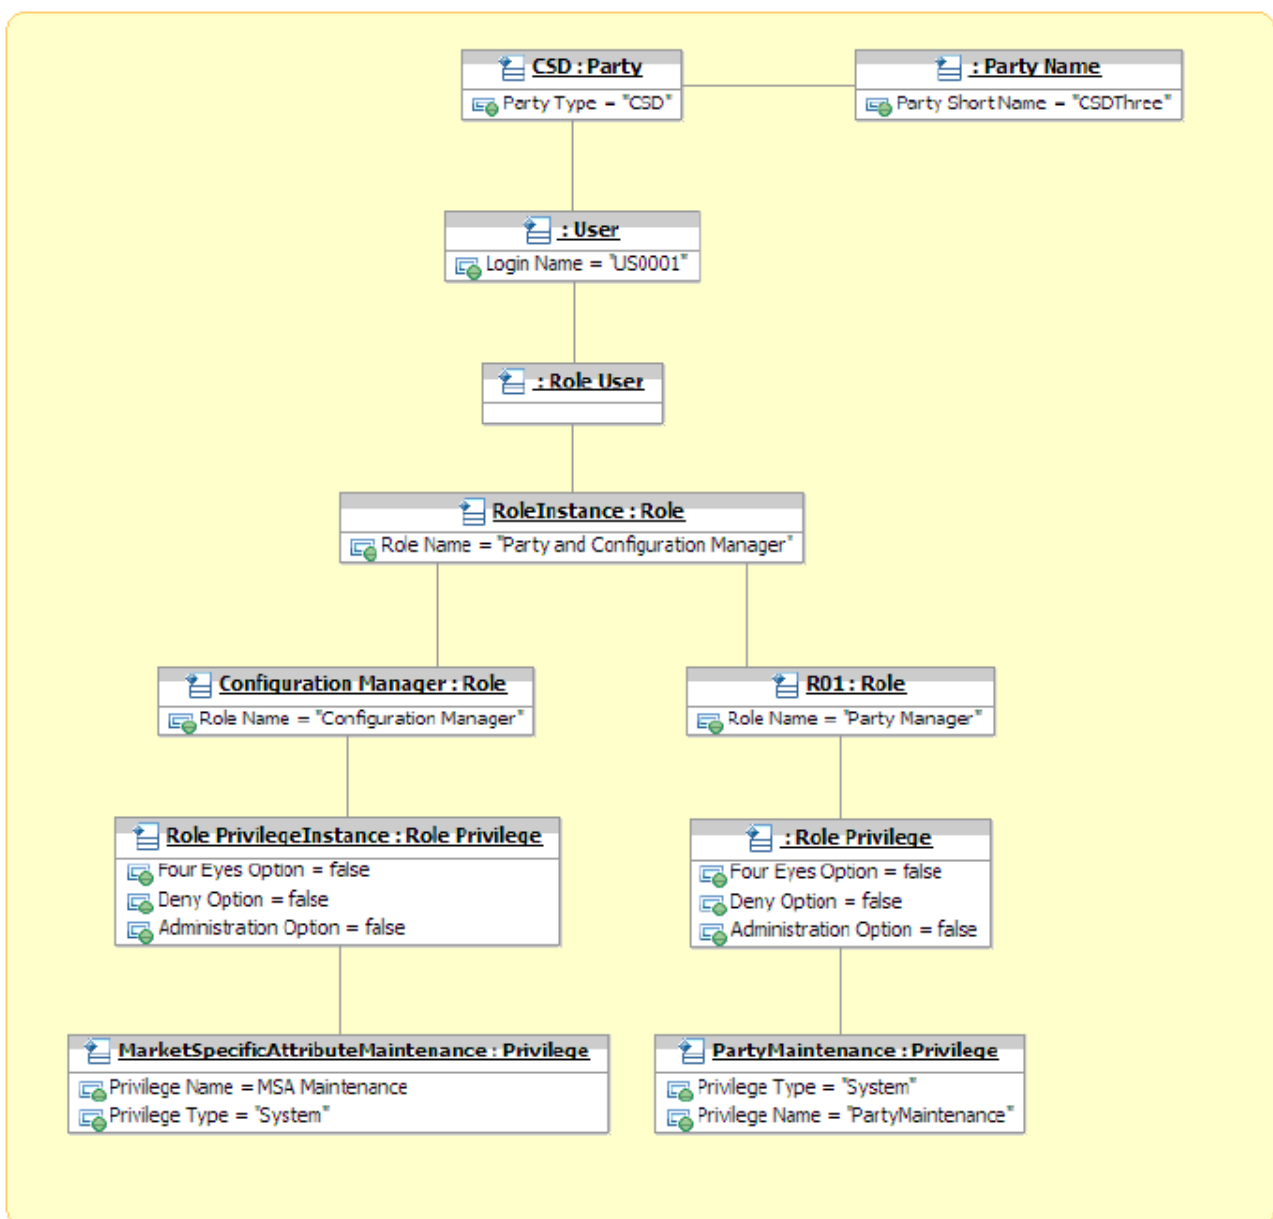 CSD : Party
Party Type = "CSD"
: Party Name
Party Short Name = "CSDThree"
: User
Login Name = "US0001"
: Role User
RoleInstance : Role
Role Name = "Party and Configuration Manager"
Configuration Manager : Role
Role Name = "Configuration Manager"
R01 : Role
Role Name = "Party Manager"
Role PrivilegeInstance : Role Privilege
Four Eyes Option = false
Deny Option = false
Administration Option = false
: Role Privilege
Four Eyes Option = false
Deny Option = false
Administration Option = false
MarketSpecificAttributeMaintenance : Privilege
Privilege Name = MSA Maintenance
Privilege Type = "System"
PartyMaintenance : Privilege
Privilege Type = "System"
Privilege Name = "PartyMaintenance"